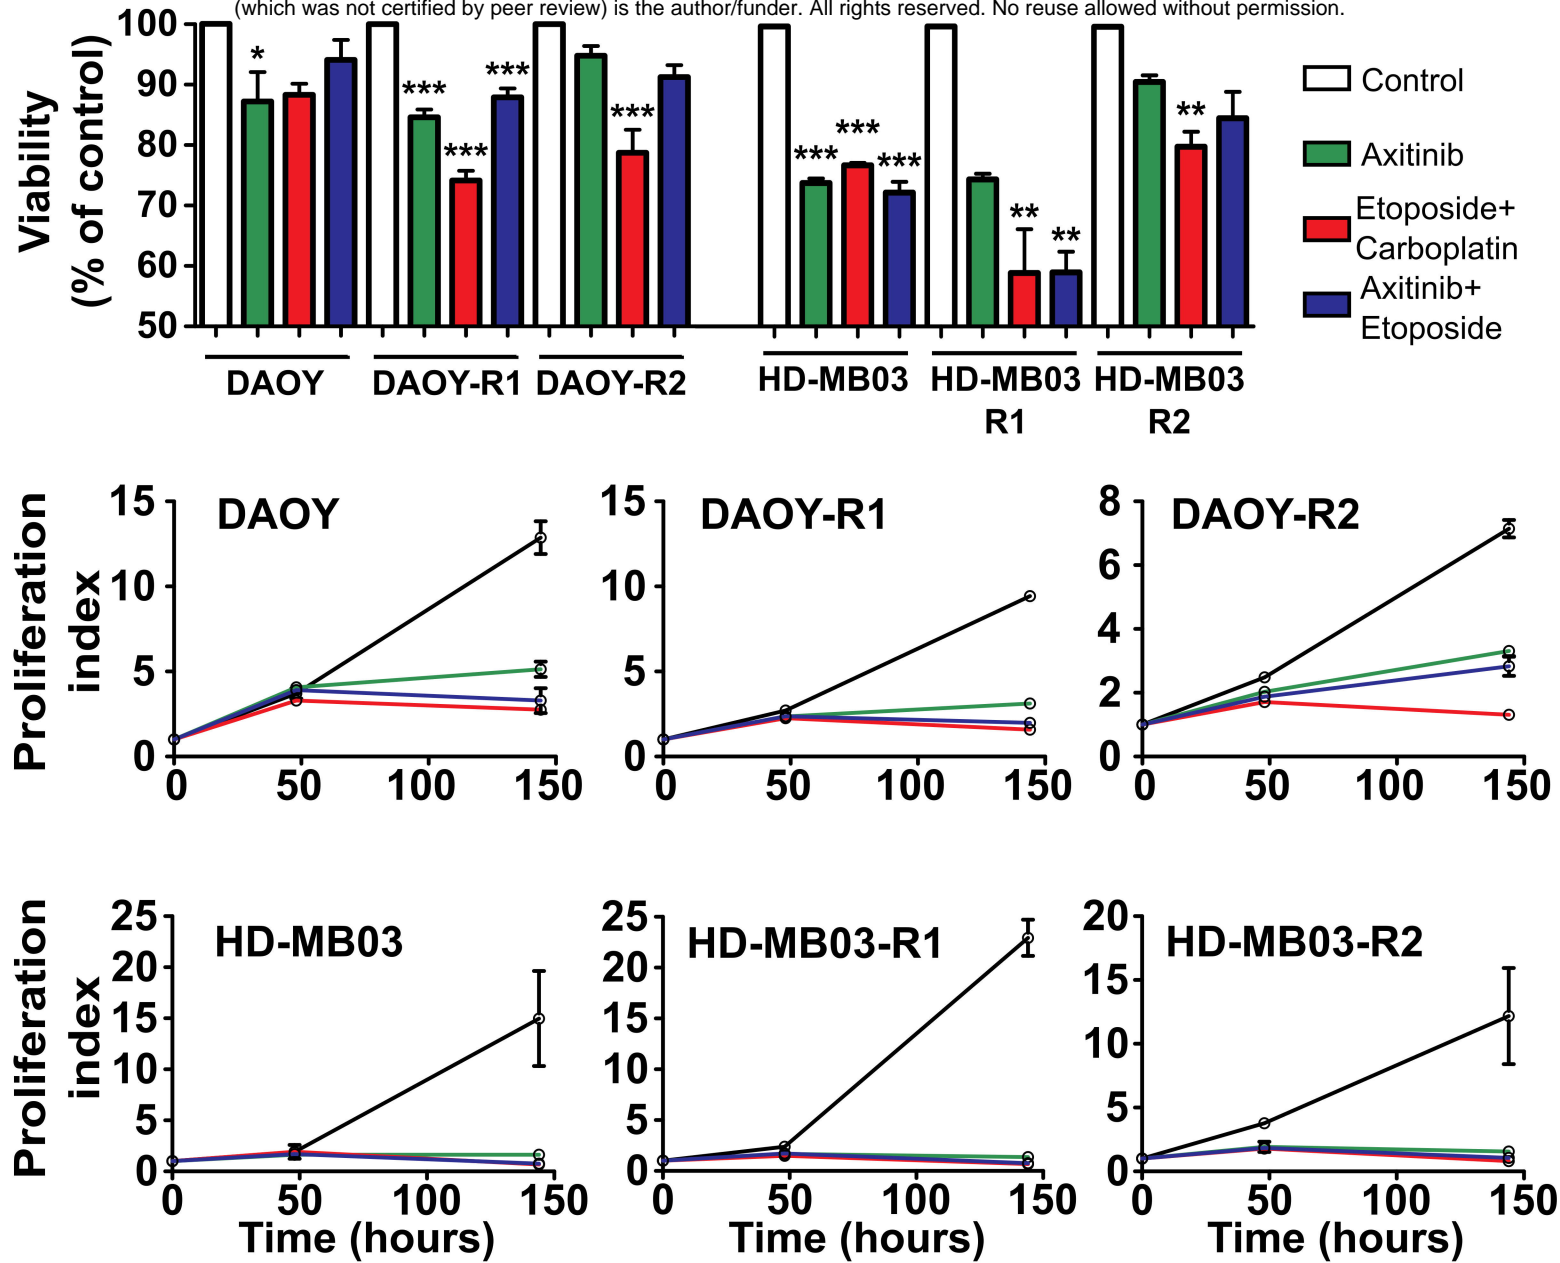 (which was not certified by peer review) is the author/funder. All rights reserved. No reuse allowed without permission.
Viability
(% of control)
100
90
80
70
60
50
*
***
***
***
***
***
***
***
**
**
**
DAOY
DAOY-R1
DAOY-R2
HD-MB03
HD-MB03
R1
HD-MB03
R2
Control
Axitinib
Etoposide+
Carboplatin
Axitinib+
Etoposide
Proliferation
index
DAOY
15
10
5
0
0 50 100 150
DAOY-R1
15
10
5
0
0 50 100 150
DAOY-R2
8
6
4
2
0
0 50 100 150
Proliferation
index
HD-MB03
25
20
15
10
5
0
0 50 100 150
Time (hours)
HD-MB03-R1
25
20
15
10
5
0
0 50 100 150
Time (hours)
HD-MB03-R2
20
15
10
5
0
0 50 100 150
Time (hours)